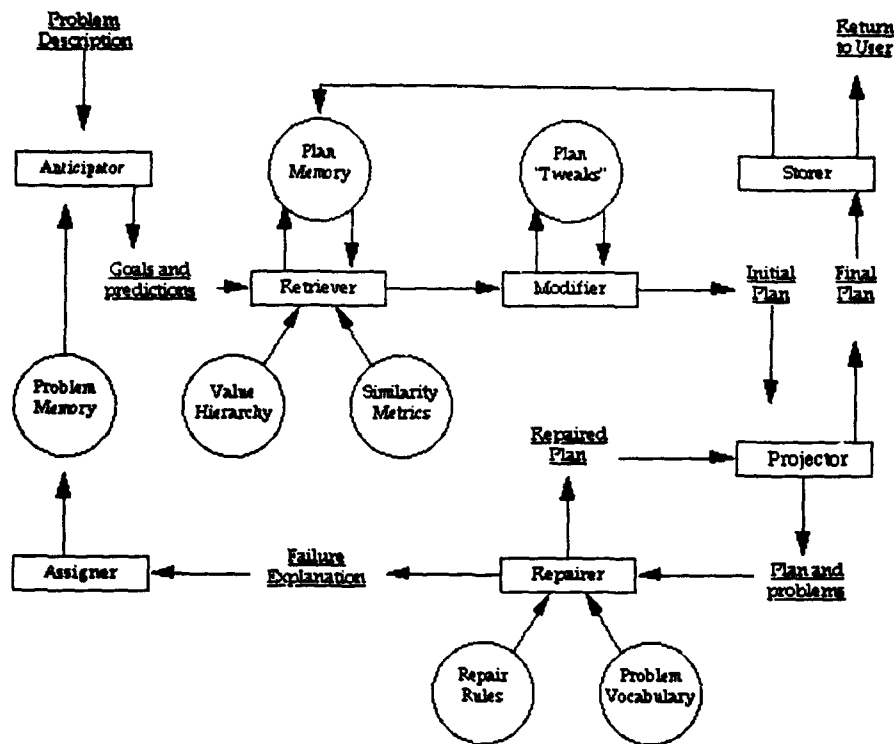 Problem
Description
Return
to User
Plan
Memory
Plan
"Tweaks"
Anticipator
Storer
Goals and
predictions
Retriever
Modifier
Initial
Plan
Final
Plan
Problem
Memory
Value
Hierarchy
Similarity
Metrics
Repaired
Plan
Projector
Assigner
Failure
Explanation
Repairer
Plan and
problems
Repair
Rules
Problem
Vocabulary